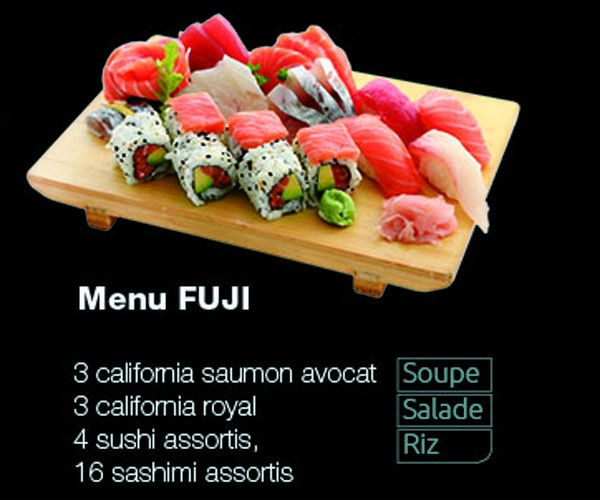 Menu FUJI
3 california saumon avocat
3 california royal
4 sushi assortis,
16 sashimi assortis
Soupe
Salade
Riz